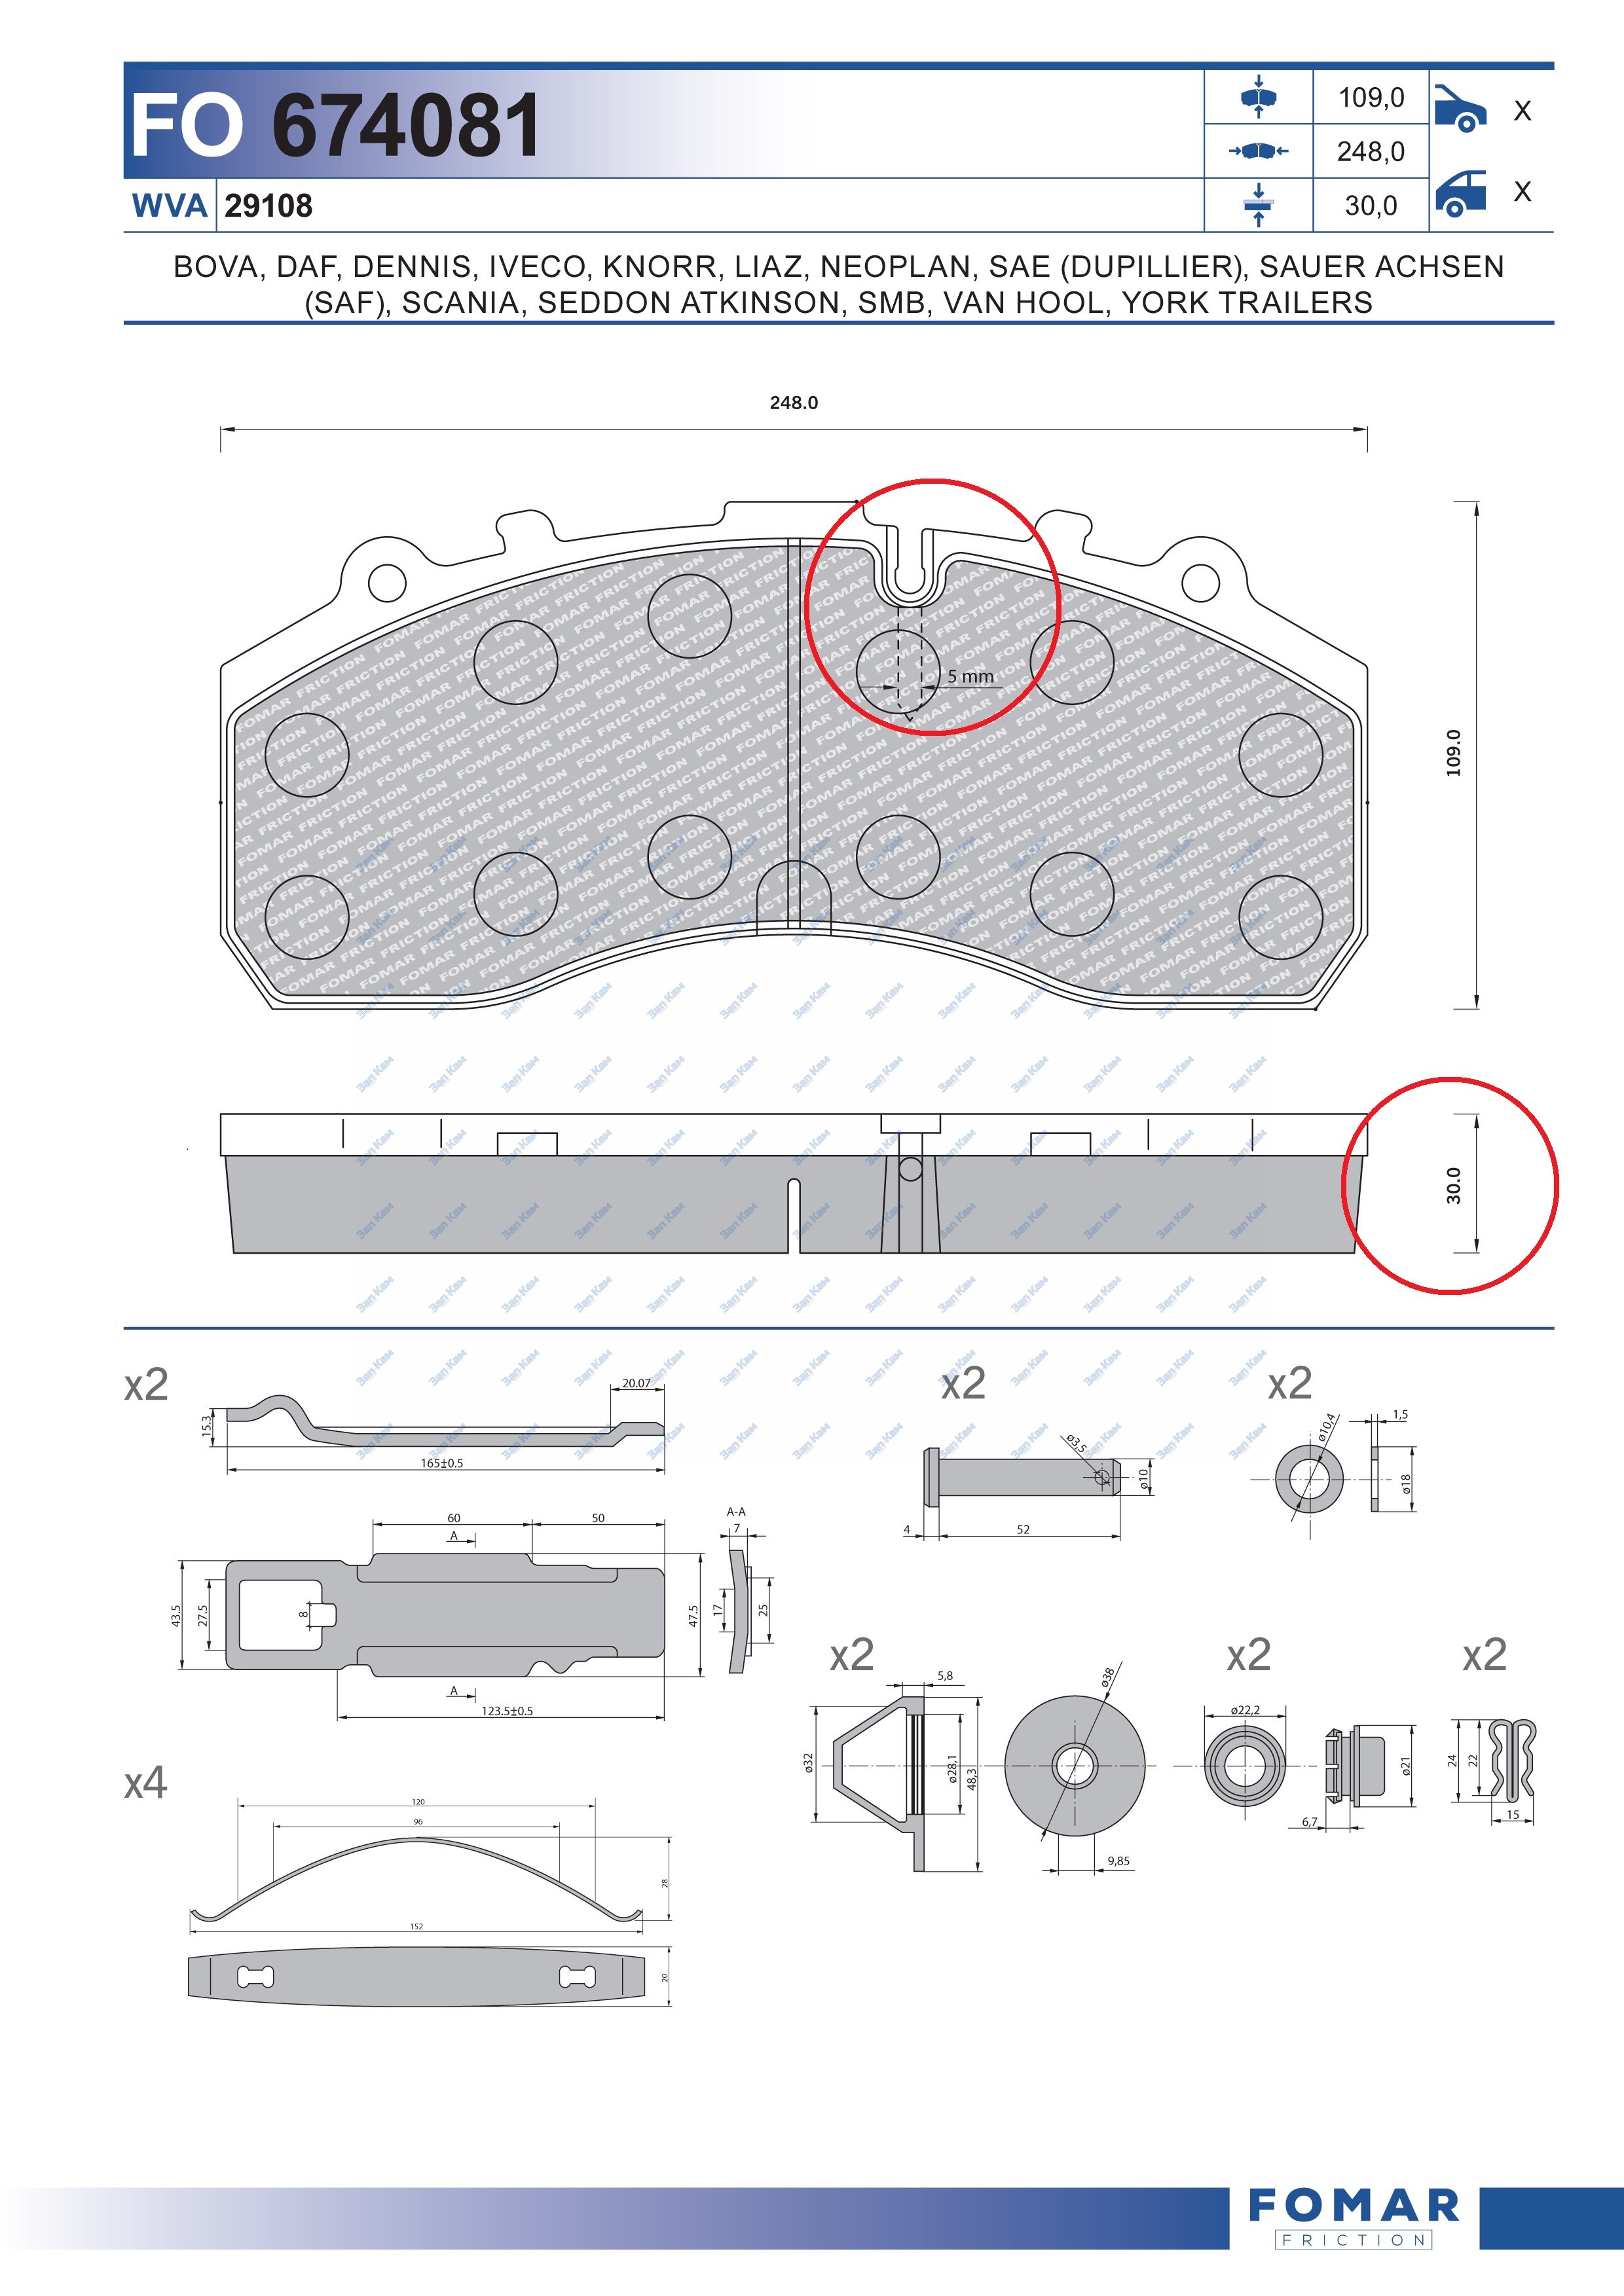 FO 674081
109,0
X
248,0
WVA 29108
30,0
X
BOVA, DAF, DENNIS, IVECO, KNORR, LIAZ, NEOPLAN, SAE (DUPILLIER), SAUER ACHSEN
(SAF), SCANIA, SEDDON ATKINSON, SMB, VAN HOOL, YORK TRAILERS
248.0
FOMAR FRICTION
5 mm
109.0
Зап Кам
30.0
x2
20.07
15.3
165±0.5
60
50
A
A-A
7
43.5
27.5
8
47.5
17
25
A
123.5±0.5
x2
ø3,5
ø10
4
52
x2
ø10,4
1,5
ø18
x4
120
96
28
152
20
x2
5,8
ø32
ø28,1
48,3
ø38
9,85
x2
ø22,2
ø21
6,7
x2
24
22
15
FOMAR
FRICTION